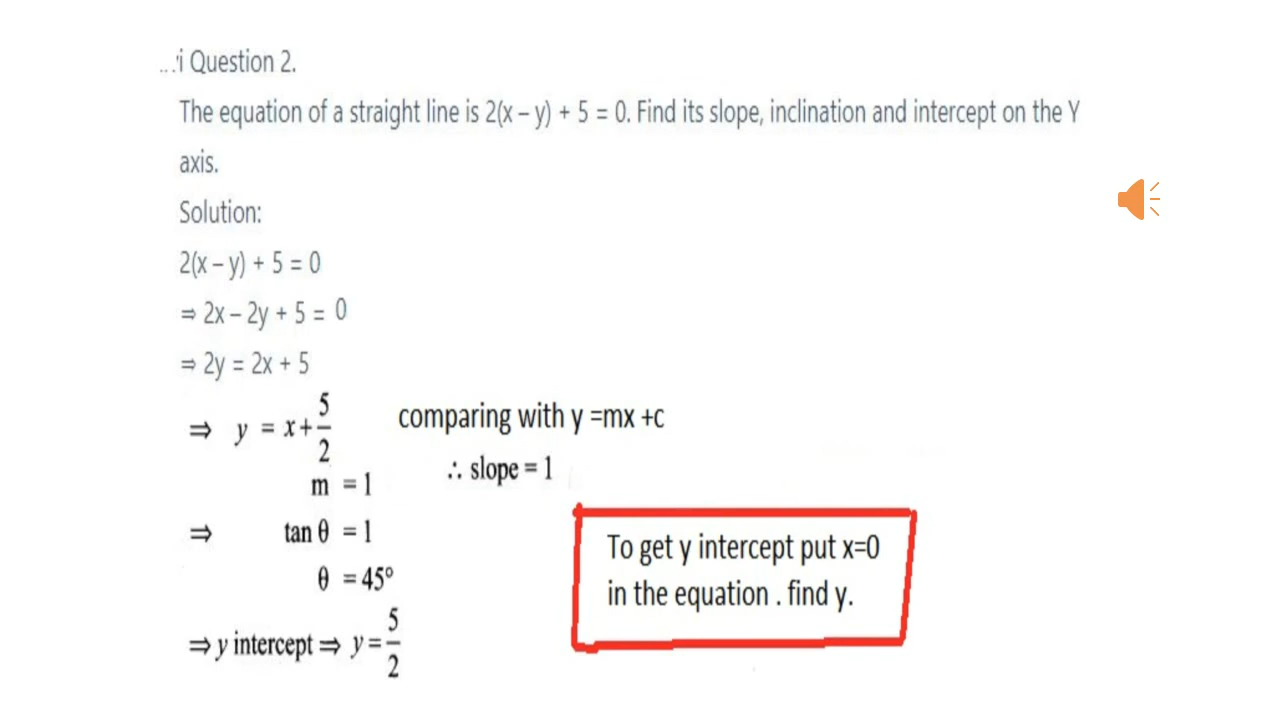 ...i Question 2.
The equation of a straight line is 2(x – y) + 5 = 0. Find its slope, inclination and intercept on the Y
axis.
Solution:
2(x – y) + 5 = 0
⇒ 2x – 2y + 5 = 0
⇒ 2y = 2x + 5
⇒ y = x + 5/2 comparing with y =mx +c
m = 1 ∴ slope = 1
⇒ tan θ = 1
θ = 45°
⇒ y intercept ⇒ y = 5/2
To get y intercept put x=0
in the equation . find y.